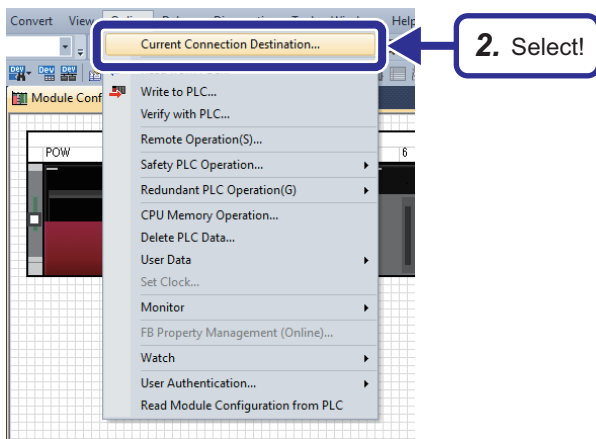 Convert View Help
Current Connection Destination...
2. Select!
Write to PLC...
Module Conf
Verify with PLC...
Remote Operation(S)...
POW
6
Safety PLC Operation...
Redundant PLC Operation(G)
CPU Memory Operation...
Delete PLC Data...
User Data
Set Clock...
Monitor
FB Property Management (Online)...
Watch
User Authentication...
Read Module Configuration from PLC